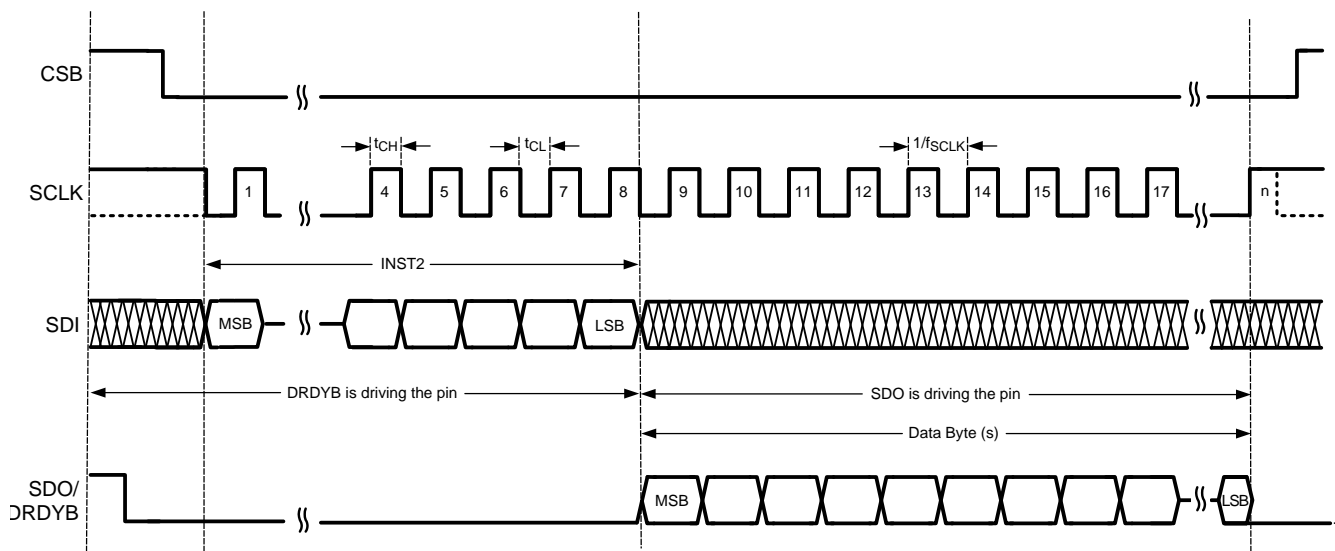 CSB
tCH
tCL
1/fSCLK
SCLK
1 4 5 6 7 8 9 10 11 12 13 14 15 16 17 n
INST2
SDI
MSB LSB
DRDYB is driving the pin SDO is driving the pin
Data Byte (s)
SDO/
DRDYB
MSB LSB